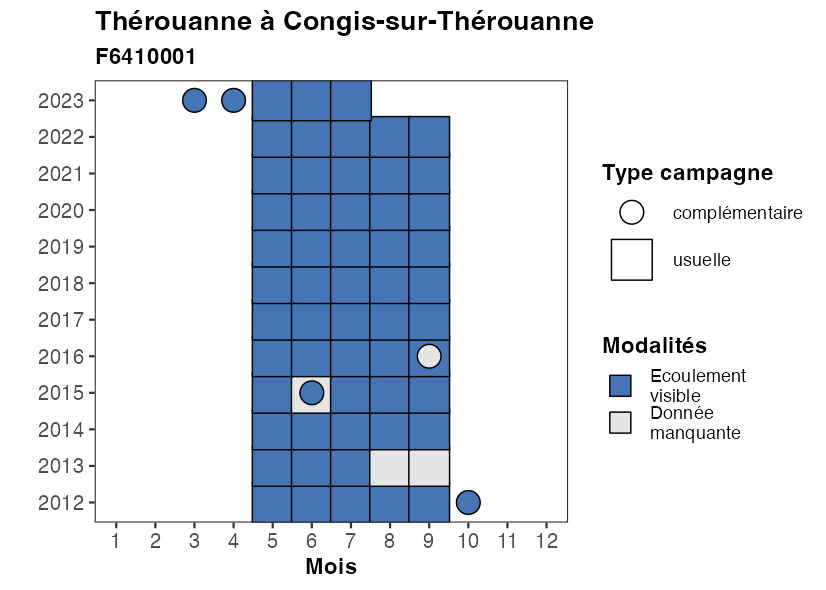 Thérouanne à Congis-sur-Thérouanne
F6410001
2023
2022
2021
2020
2019
2018
2017
2016
2015
2014
2013
2012
1 2 3 4 5 6 7 8 9 10 11 12
Mois
Type campagne
complémentaire
usuelle
Modalités
Ecoulement
visible
Donnée
manquante